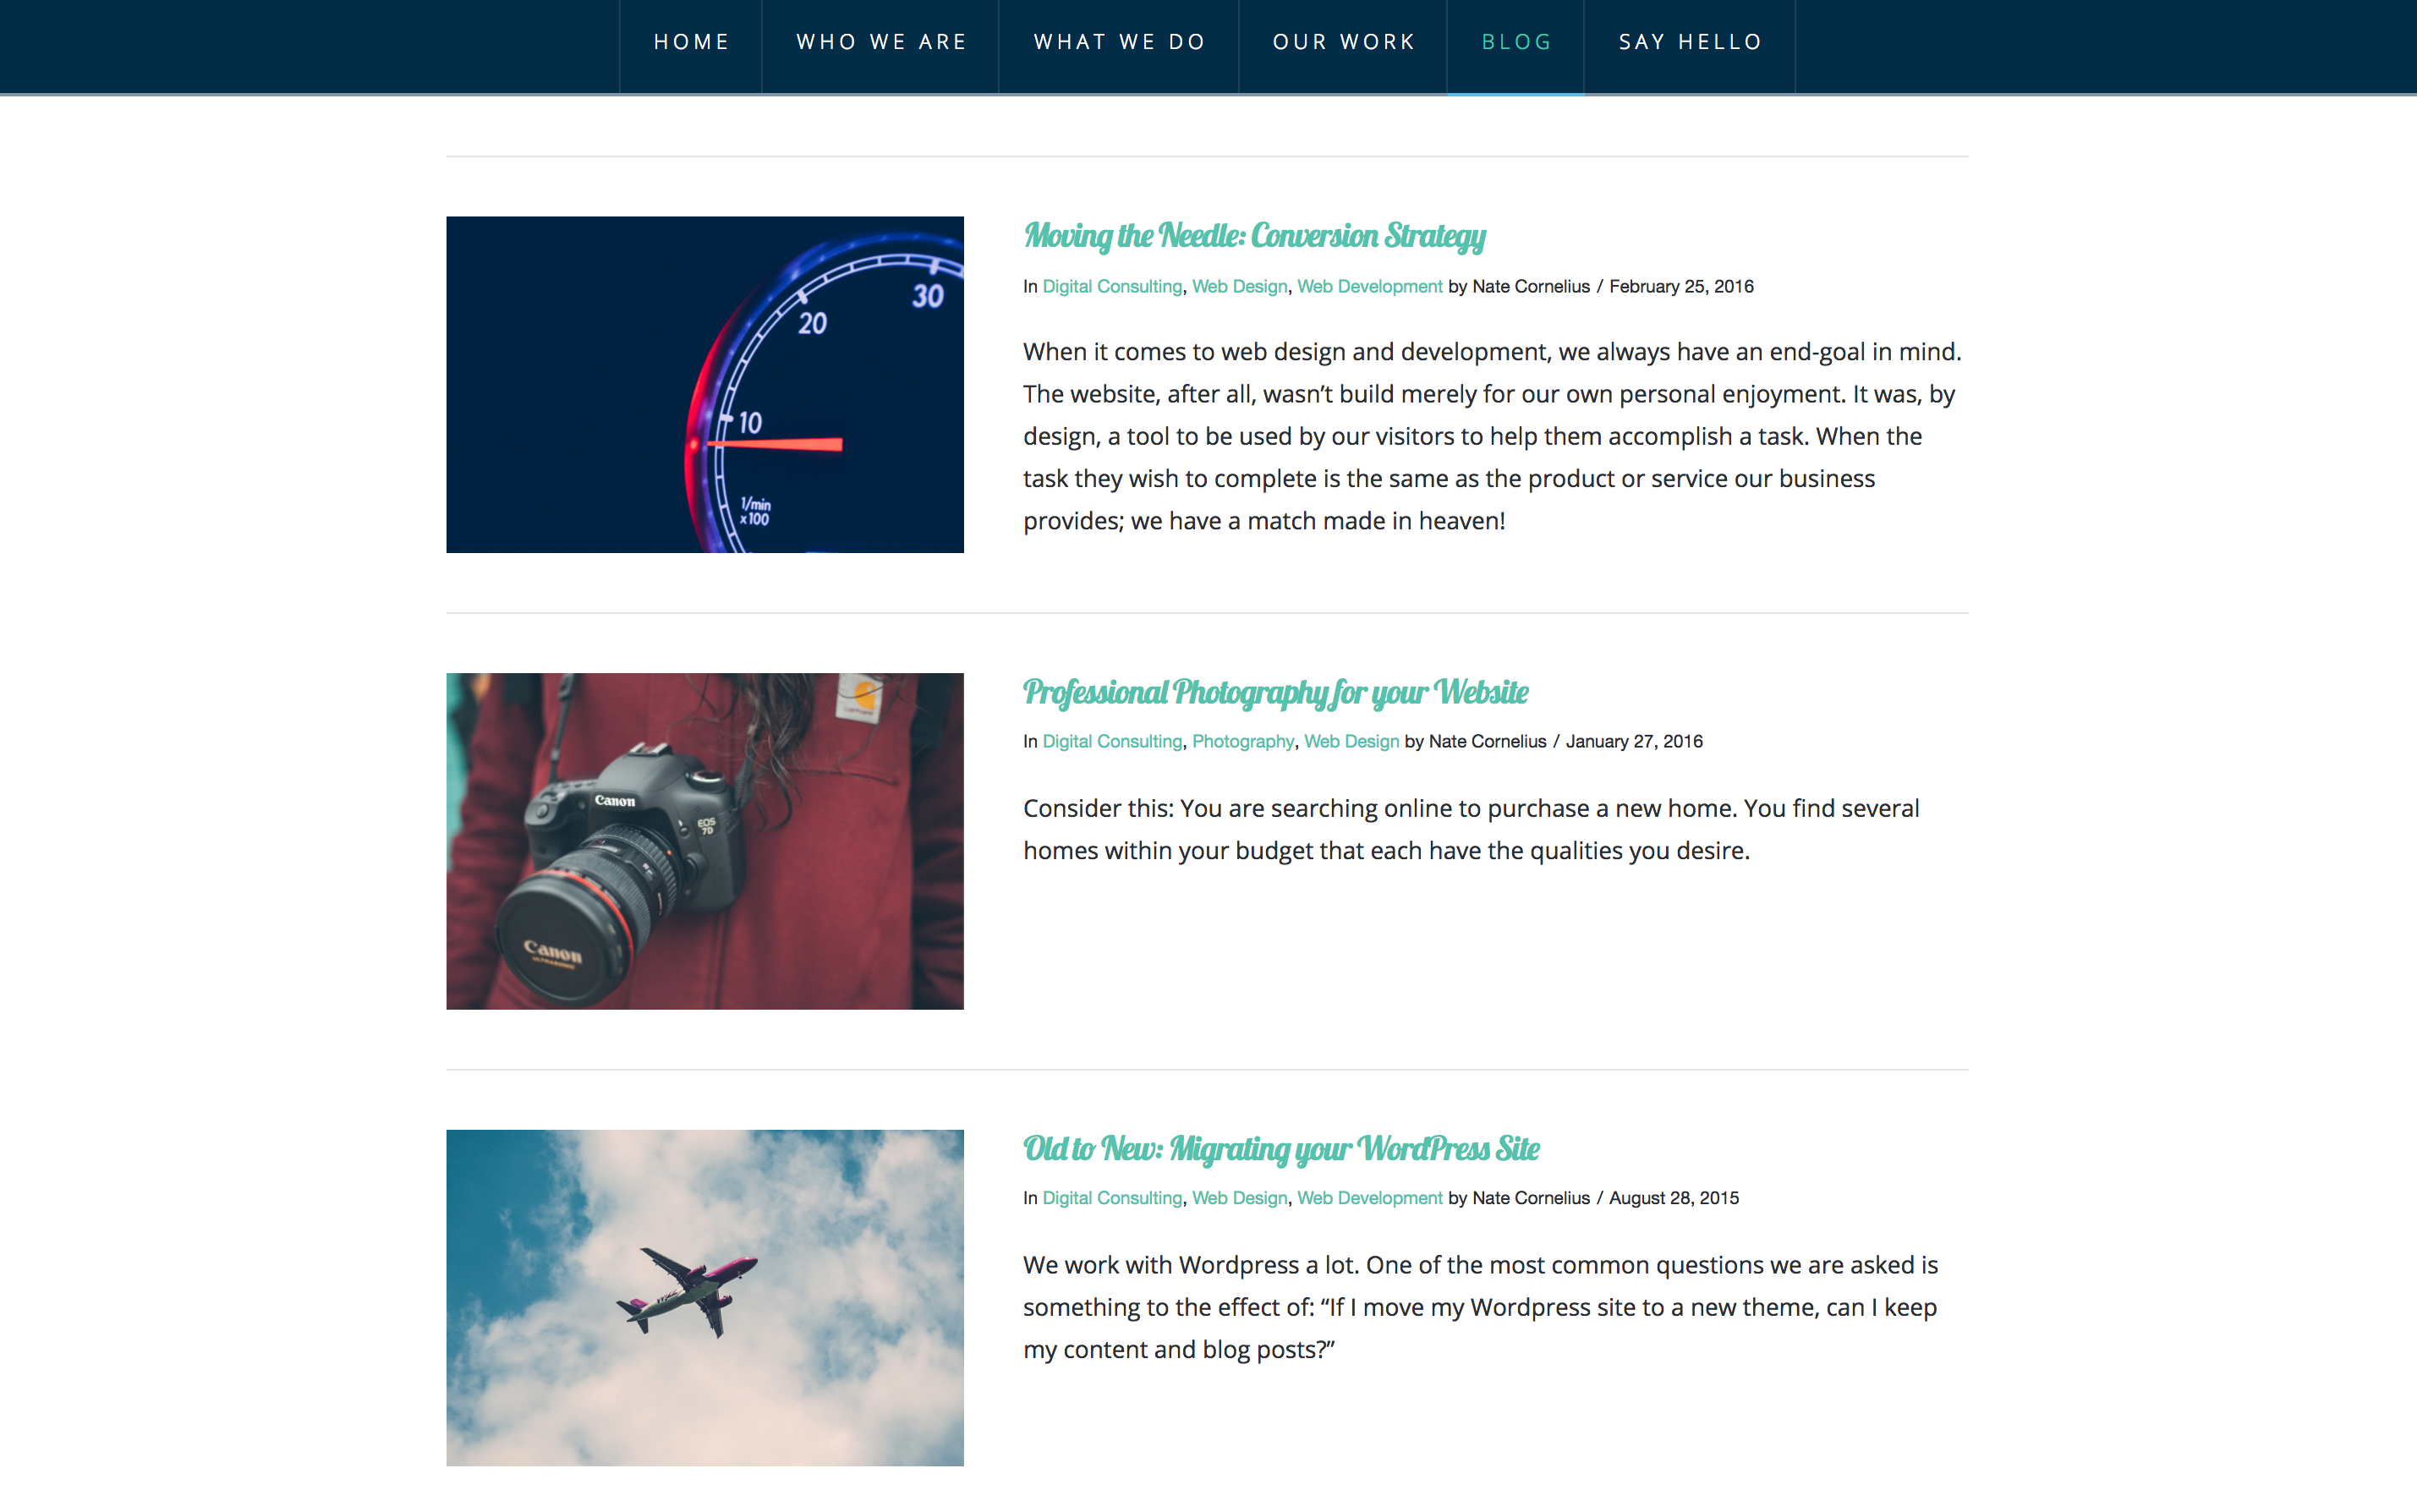 HOME WHO WE ARE WHAT WE DO OUR WORK BLOG SAY HELLO
30
20
10
1/min
x100
Moving the Needle: Conversion Strategy
In Digital Consulting, Web Design, Web Development by Nate Cornelius / February 25, 2016
When it comes to web design and development, we always have an end-goal in mind.
The website, after all, wasn’t build merely for our own personal enjoyment. It was, by
design, a tool to be used by our visitors to help them accomplish a task. When the
task they wish to complete is the same as the product or service our business
provides; we have a match made in heaven!
carhartt
Canon
EOS
7D
Canon
ULTRASONIC
Professional Photography for your Website
In Digital Consulting, Photography, Web Design by Nate Cornelius / January 27, 2016
Consider this: You are searching online to purchase a new home. You find several
homes within your budget that each have the qualities you desire.
Old to New: Migrating your WordPress Site
In Digital Consulting, Web Design, Web Development by Nate Cornelius / August 28, 2015
We work with Wordpress a lot. One of the most common questions we are asked is
something to the effect of: “If I move my Wordpress site to a new theme, can I keep
my content and blog posts?”